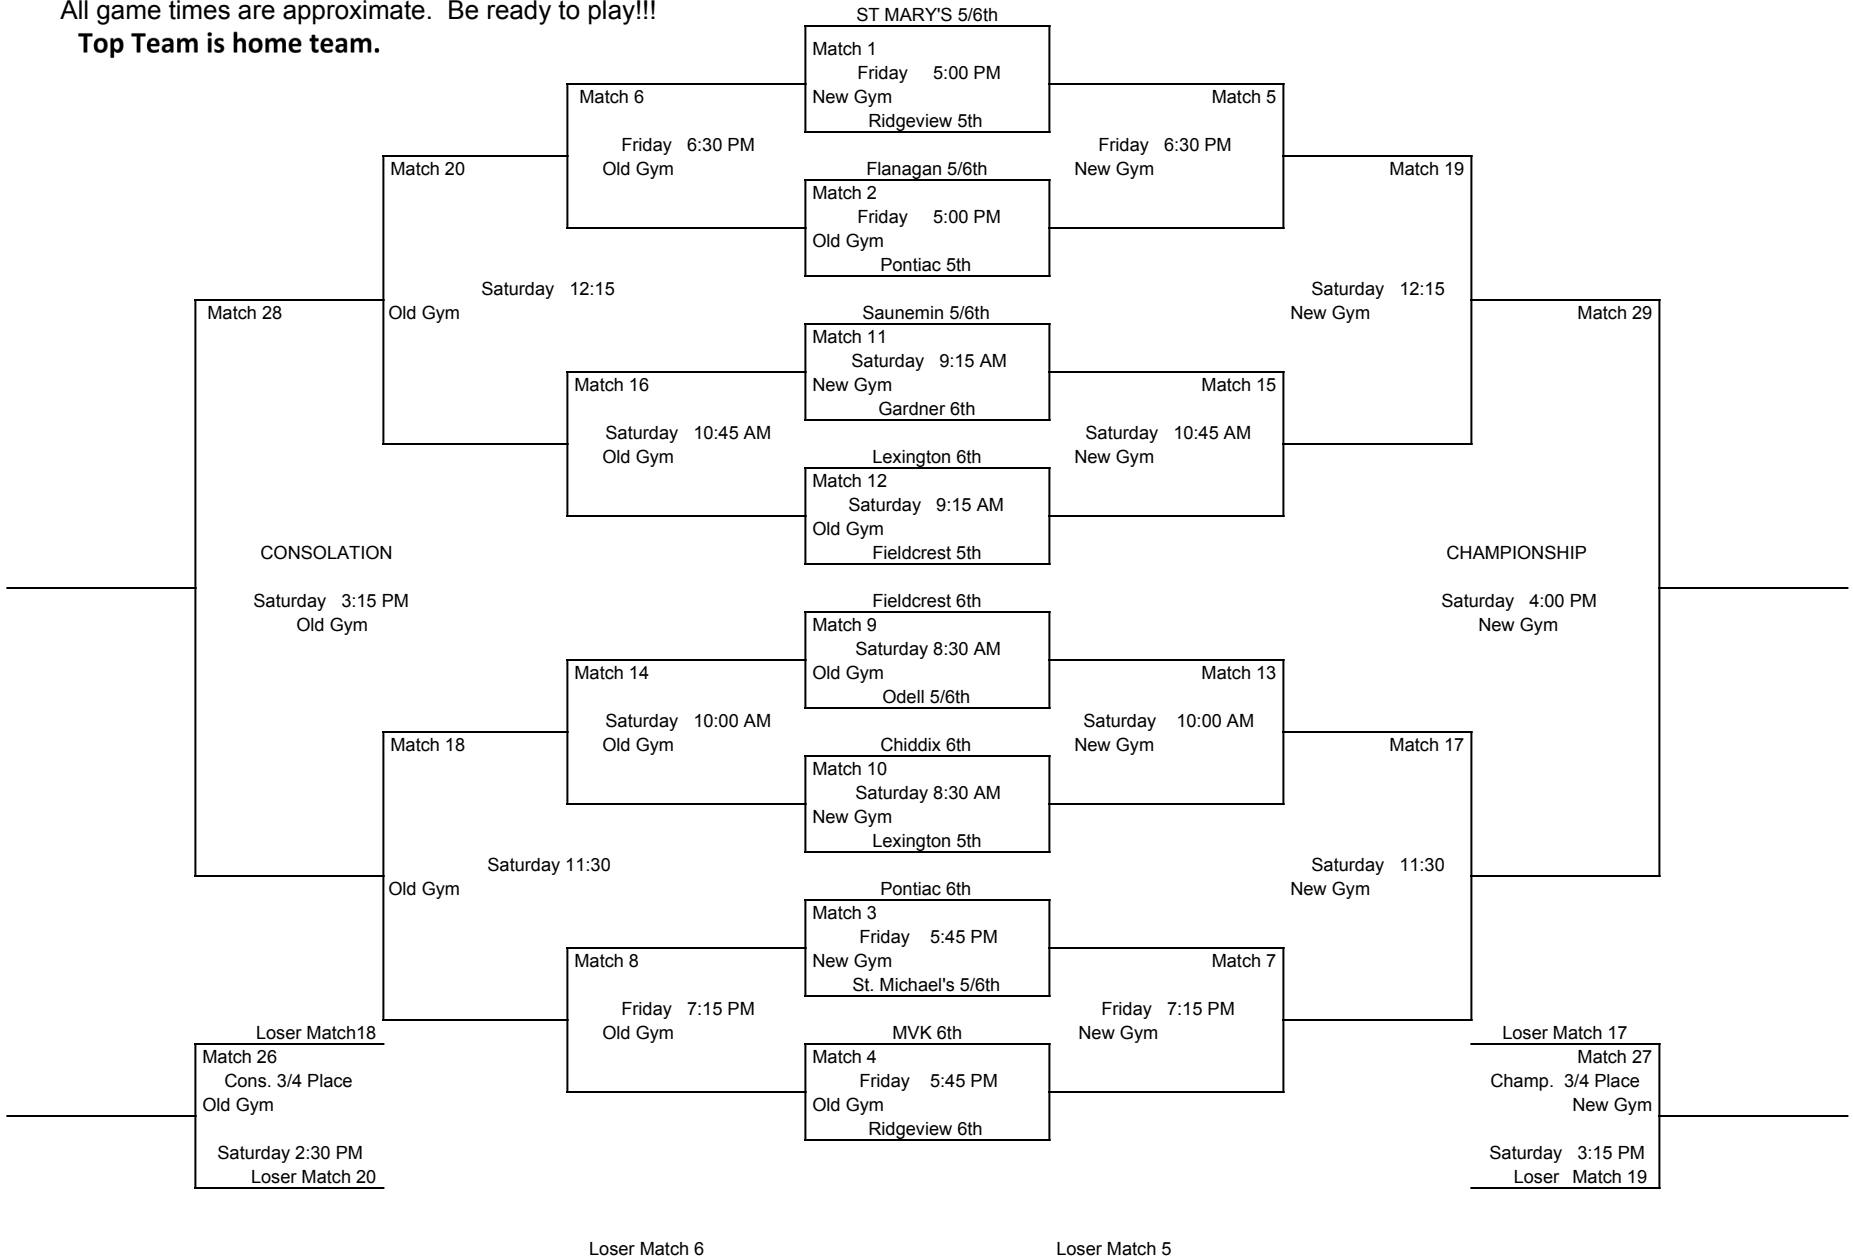 All game times are approximate.  Be ready to play!!!
Top Team is home team.
ST MARY'S 5/6th
Match 1
Friday 5:00 PM
New Gym
Ridgeview 5th
Match 6
Friday 6:30 PM
Old Gym
Match 5
Friday 6:30 PM
New Gym
Flanagan 5/6th
Match 2
Friday 5:00 PM
Old Gym
Pontiac 5th
Match 20
Saturday 12:15
Old Gym
Match 19
Saturday 12:15
New Gym
Saunemin 5/6th
Match 11
Saturday 9:15 AM
New Gym
Gardner 6th
Match 28
CONSOLATION
Saturday 3:15 PM
Old Gym
Match 29
CHAMPIONSHIP
Saturday 4:00 PM
New Gym
Match 16
Saturday 10:45 AM
Old Gym
Match 15
Saturday 10:45 AM
New Gym
Lexington 6th
Match 12
Saturday 9:15 AM
Old Gym
Fieldcrest 5th
Fieldcrest 6th
Match 9
Saturday 8:30 AM
Old Gym
Odell 5/6th
Match 14
Saturday 10:00 AM
Old Gym
Match 13
Saturday 10:00 AM
New Gym
Chiddix 6th
Match 10
Saturday 8:30 AM
New Gym
Lexington 5th
Match 18
Saturday 11:30
Old Gym
Match 17
Saturday 11:30
New Gym
Pontiac 6th
Match 3
Friday 5:45 PM
New Gym
St. Michael's 5/6th
Match 8
Friday 7:15 PM
Old Gym
Match 7
Friday 7:15 PM
New Gym
MVK 6th
Match 4
Friday 5:45 PM
Old Gym
Ridgeview 6th
Loser Match18
Match 26
Cons. 3/4 Place
Old Gym
Saturday 2:30 PM
Loser Match 20
Loser Match 17
Match 27
Champ. 3/4 Place
New Gym
Saturday 3:15 PM
Loser Match 19
Loser Match 6
Loser Match 5